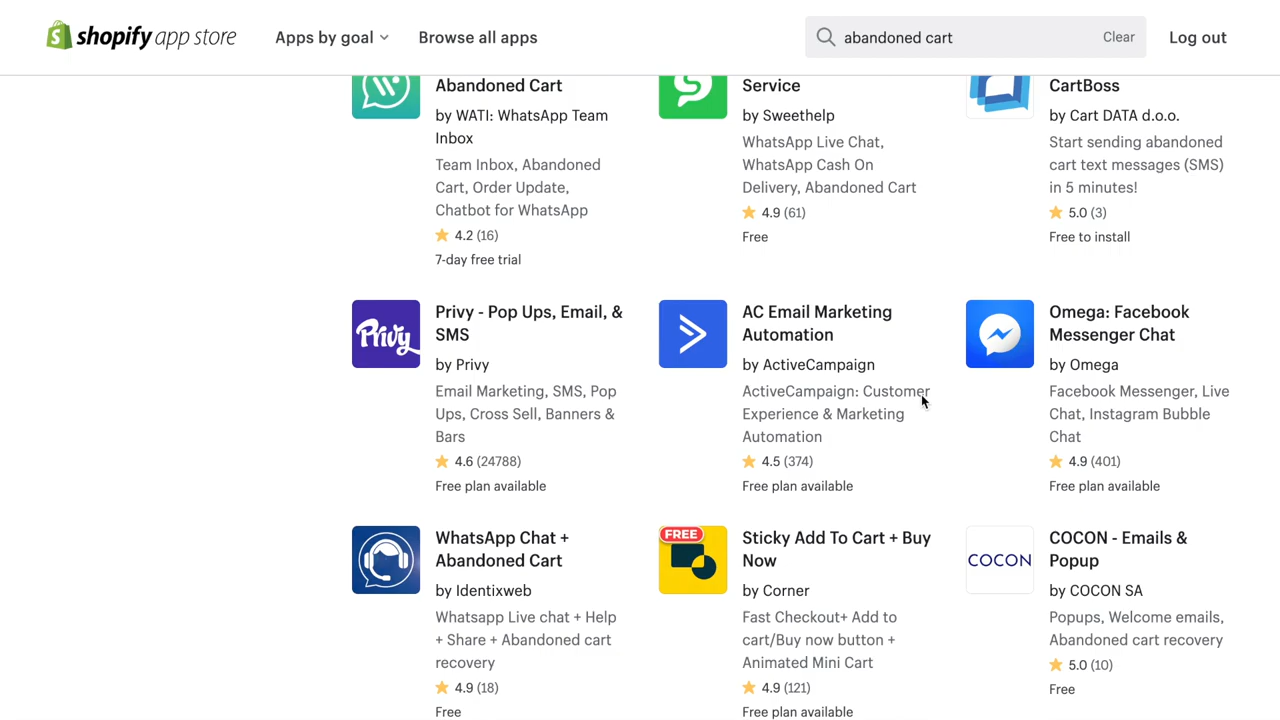 shopify app store
Apps by goal
Browse all apps
abandoned cart
Clear
Log out
Abandoned Cart
by WATI: WhatsApp Team
Inbox
Team Inbox, Abandoned
Cart, Order Update,
Chatbot for WhatsApp
4.2 (16)
7-day free trial
Service
by Sweethelp
WhatsApp Live Chat,
WhatsApp Cash On
Delivery, Abandoned Cart
4.9 (61)
Free
CartBoss
by Cart DATA d.o.o.
Start sending abandoned
cart text messages (SMS)
in 5 minutes!
5.0 (3)
Free to install
Privy
Privy - Pop Ups, Email, &
SMS
by Privy
Email Marketing, SMS, Pop
Ups, Cross Sell, Banners &
Bars
4.6 (24788)
Free plan available
AC Email Marketing
Automation
by ActiveCampaign
ActiveCampaign: Customer
Experience & Marketing
Automation
4.5 (374)
Free plan available
Omega: Facebook
Messenger Chat
by Omega
Facebook Messenger, Live
Chat, Instagram Bubble
Chat
4.9 (401)
Free plan available
WhatsApp Chat +
Abandoned Cart
by Identixweb
Whatsapp Live chat + Help
+ Share + Abandoned cart
recovery
4.9 (18)
Free
FREE
Sticky Add To Cart + Buy
Now
by Corner
Fast Checkout+ Add to
cart/Buy now button +
Animated Mini Cart
4.9 (121)
Free plan available
COCON
COCON - Emails &
Popup
by COCON SA
Popups, Welcome emails,
Abandoned cart recovery
5.0 (10)
Free